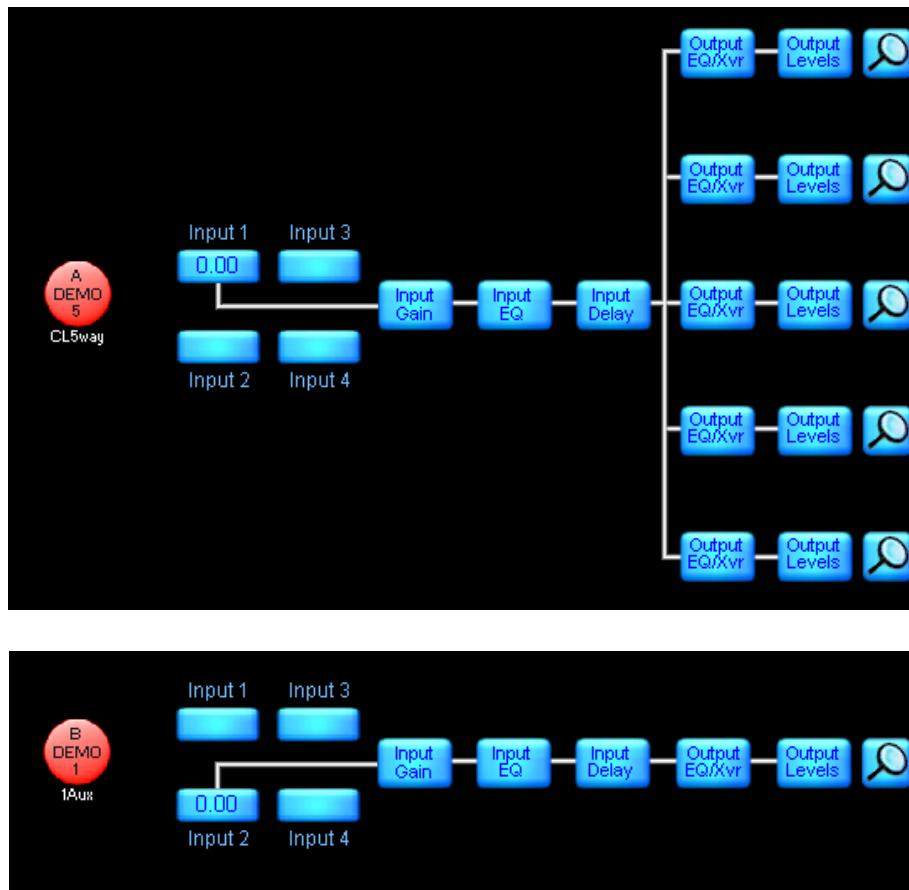 Output
EQ/Xvr
Output
Levels
Output
EQ/Xvr
Output
Levels
Input 1
Input 3
0.00
A
DEMO
5
CL5way
Input
Gain
Input
EQ
Input
Delay
Output
EQ/Xvr
Output
Levels
Input 2
Input 4
Output
EQ/Xvr
Output
Levels
Output
EQ/Xvr
Output
Levels
Input 1
Input 3
B
DEMO
1
1Aux
Input
Gain
Input
EQ
Input
Delay
Output
EQ/Xvr
Output
Levels
0.00
Input 2
Input 4